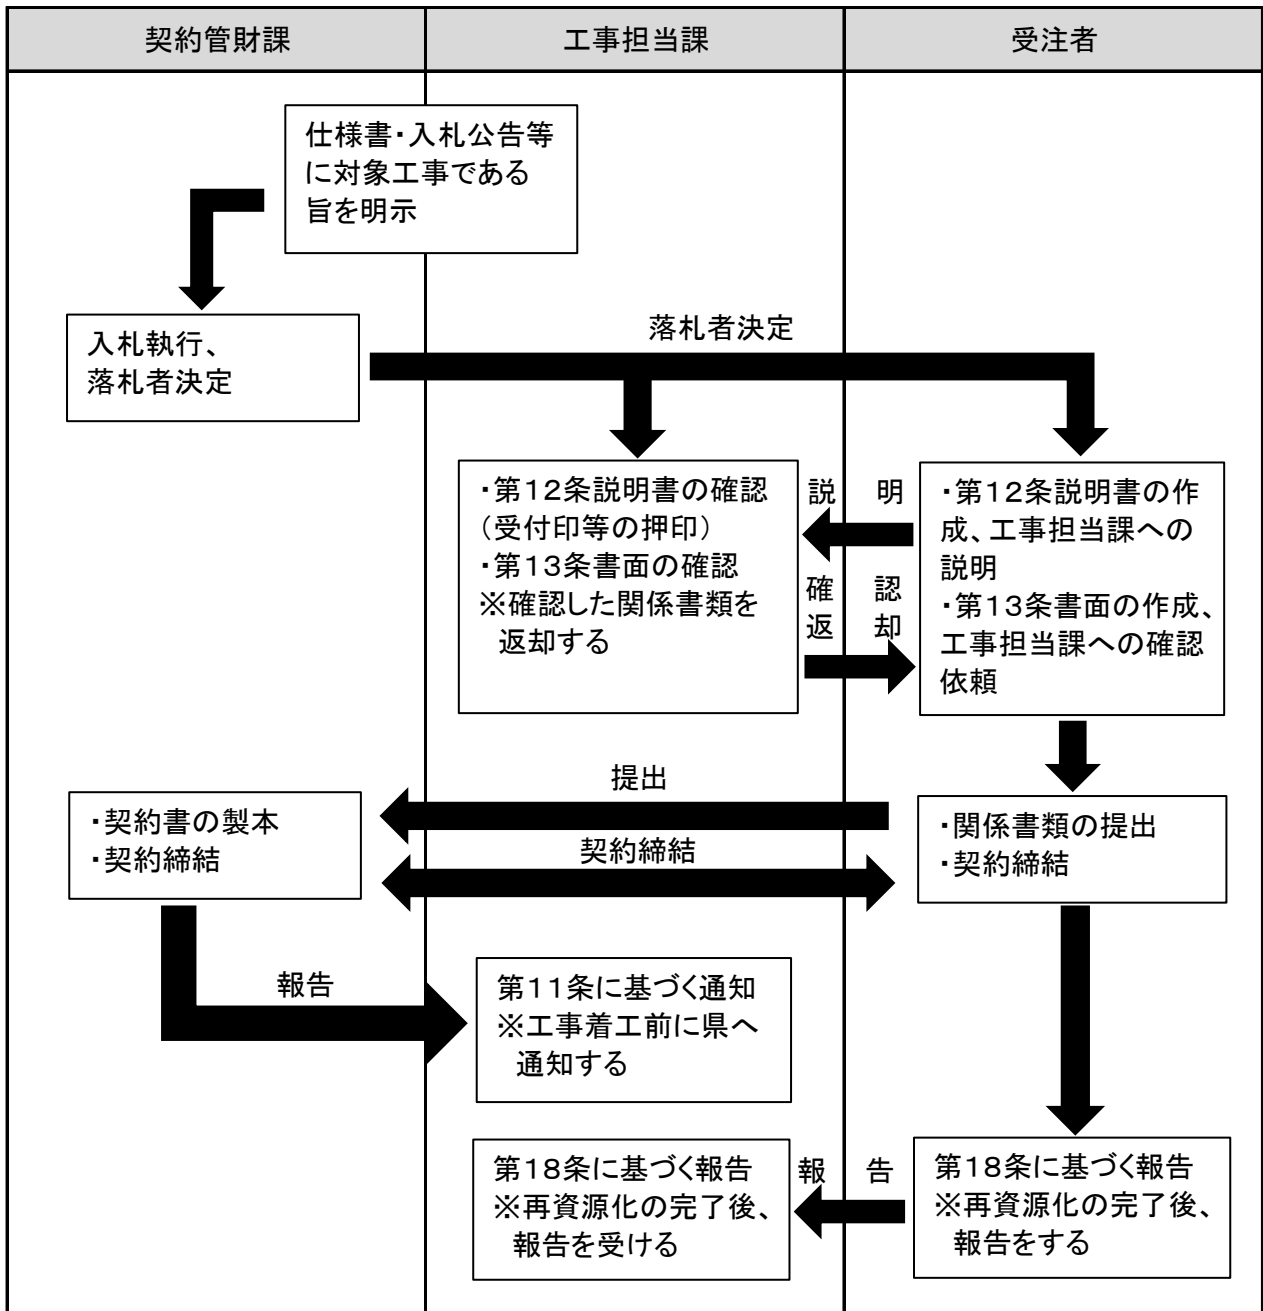 契約管財課
工事担当課
受注者
仕様書・入札公告等
に対象工事である
旨を明示
入札執行、
落札者決定
落札者決定
・第12条説明書の確認
（受付印等の押印）
・第13条書面の確認
※確認した関係書類を
返却する
説 明
確 認
返 却
・第12条説明書の作
成、工事担当課への
説明
・第13条書面の作成、
工事担当課への確認
依頼
提出
・契約書の製本
・契約締結
契約締結
・関係書類の提出
・契約締結
報告
第11条に基づく通知
※工事着工前に県へ
通知する
第18条に基づく報告
※再資源化の完了後、
報告を受ける
報 告
第18条に基づく報告
※再資源化の完了後、
報告をする